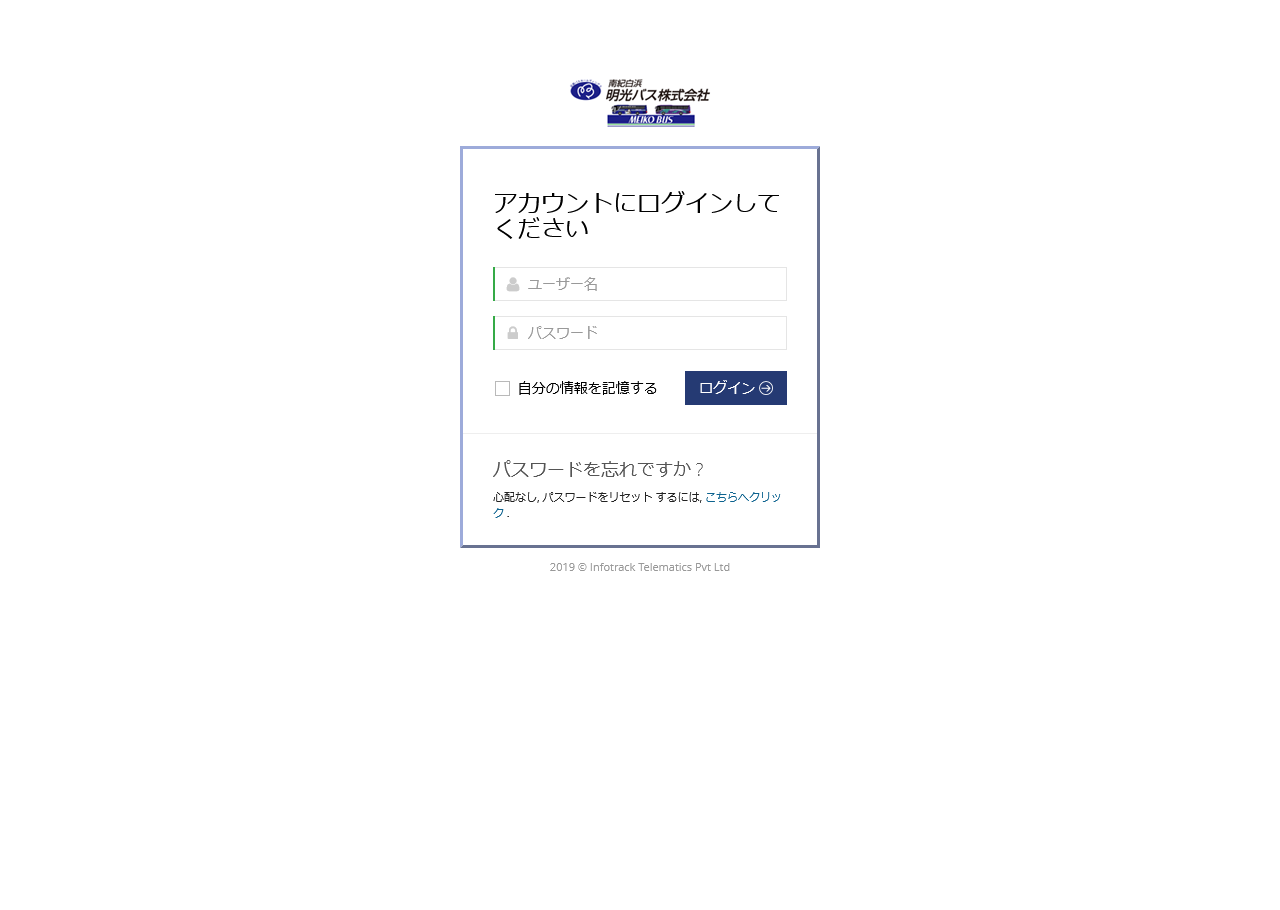 南紀白浜
明光バス株式会社
MEIKO BUS
アカウントにログインして
ください
ユーザー名
パスワード
自分の情報を記憶する
ログイン
パスワードを忘れですか ?
心配なし, パスワードをリセット するには, こちらへクリッ
ク .
2019 © Infotrack Telematics Pvt Ltd